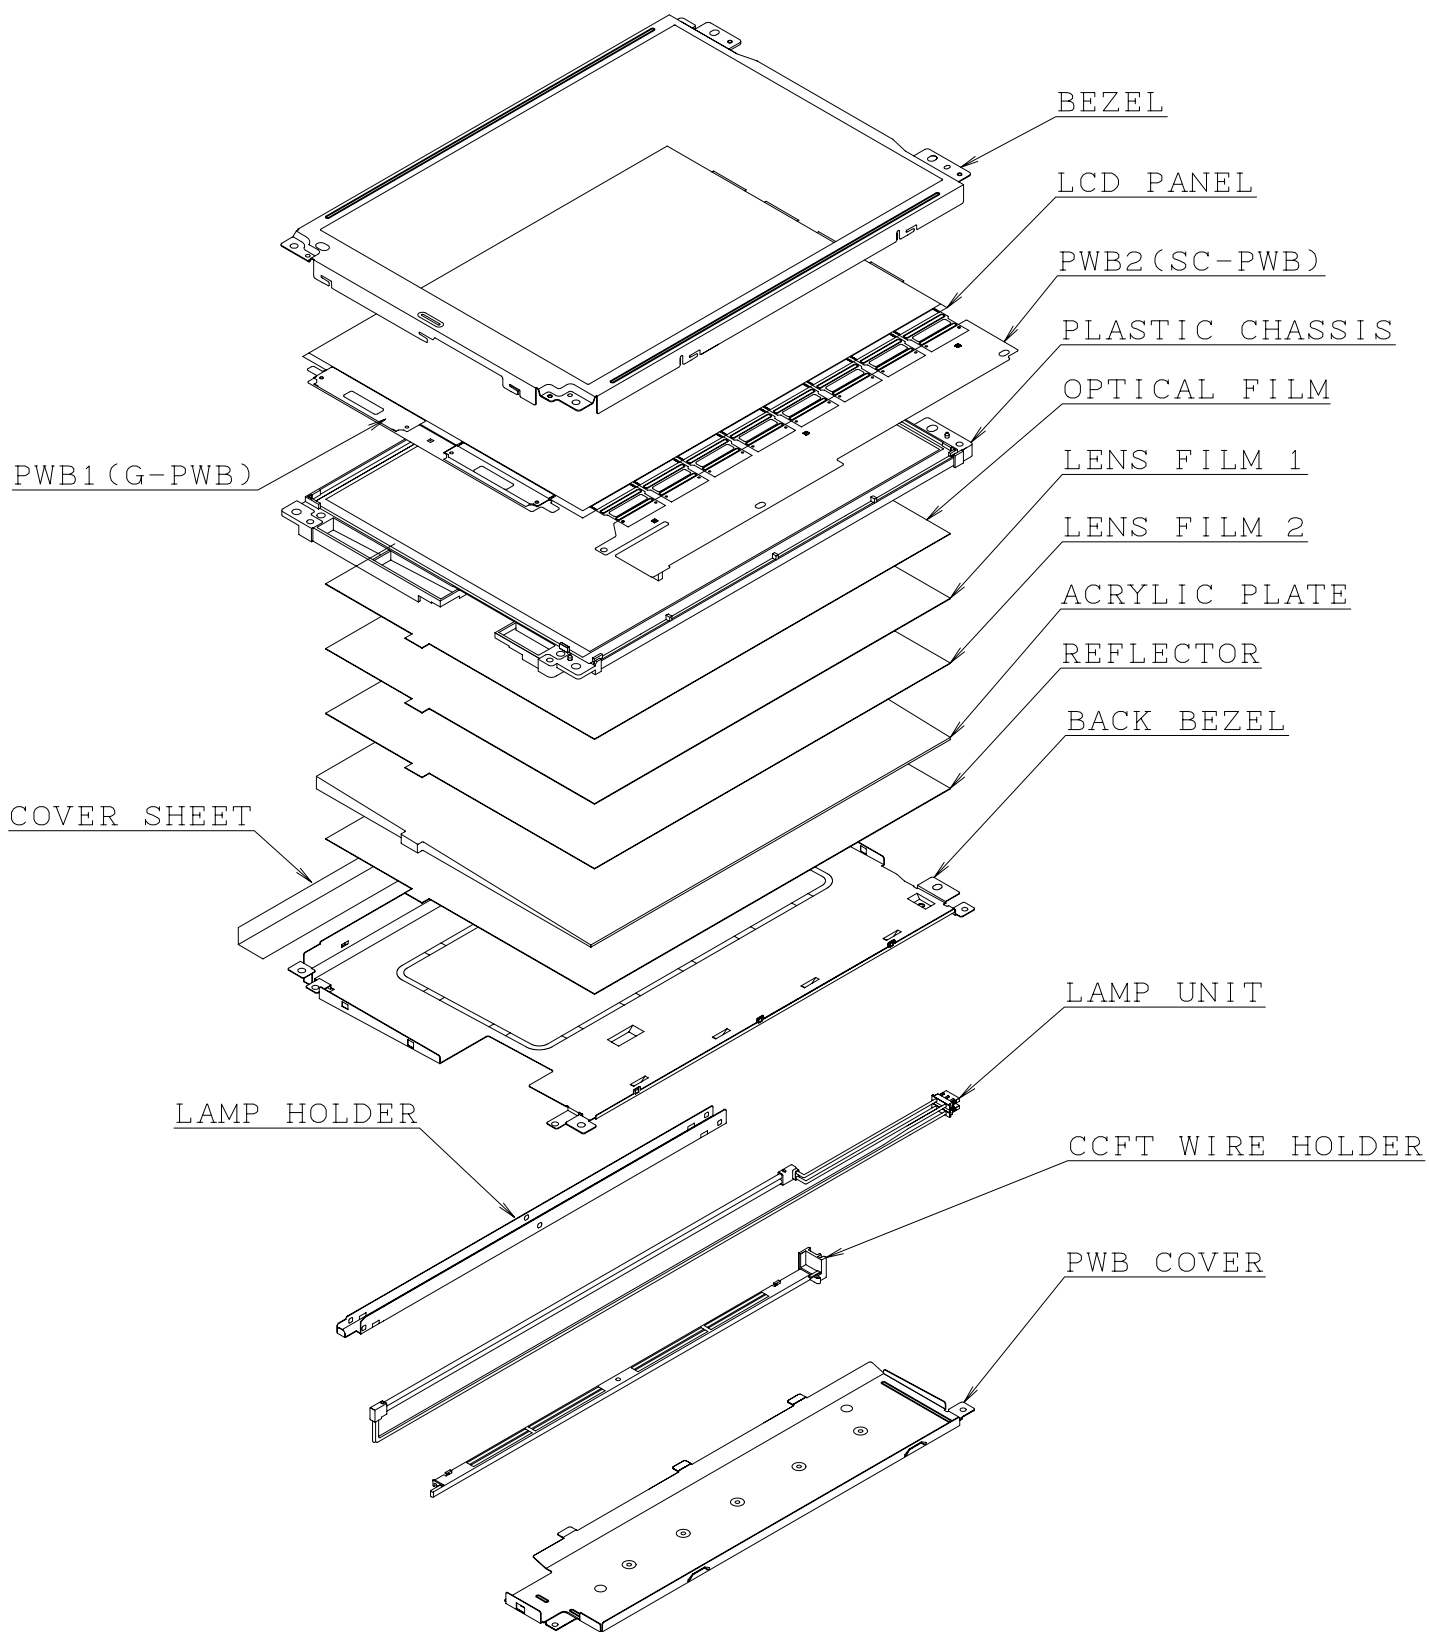 BEZEL
LCD PANEL
PWB2(SC-PWB)
PLASTIC CHASSIS
OPTICAL FILM
LENS FILM 1
PWB1(G-PWB)
LENS FILM 2
ACRYLIC PLATE
REFLECTOR
BACK BEZEL
COVER SHEET
LAMP UNIT
LAMP HOLDER
CCFT WIRE HOLDER
PWB COVER